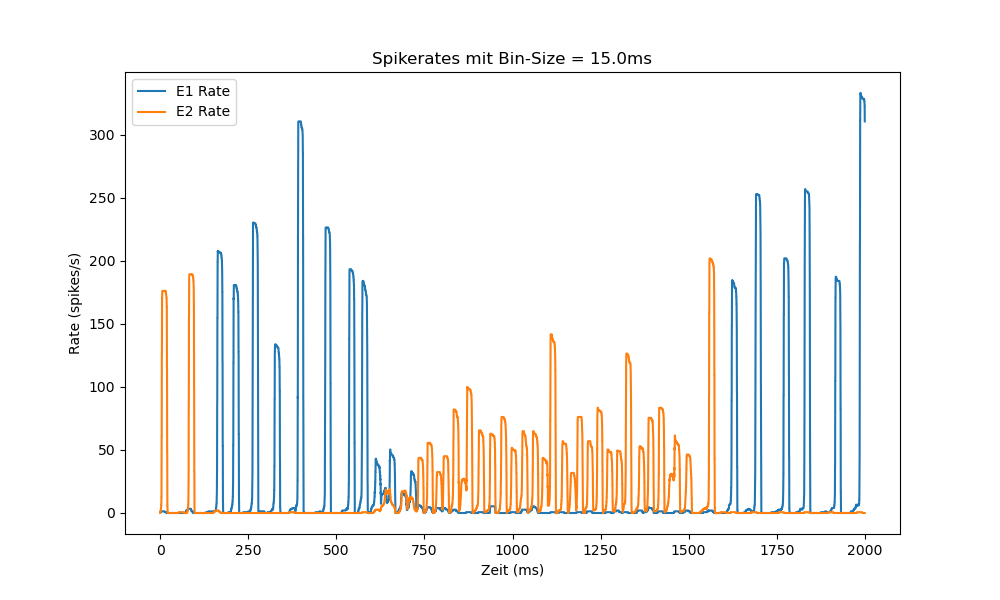 Spikerates mit Bin-Size = 15.0ms
E1 Rate
E2 Rate
Rate (spikes/s)
300
250
200
150
100
50
0
0 250 500 750 1000 1250 1500 1750 2000
Zeit (ms)